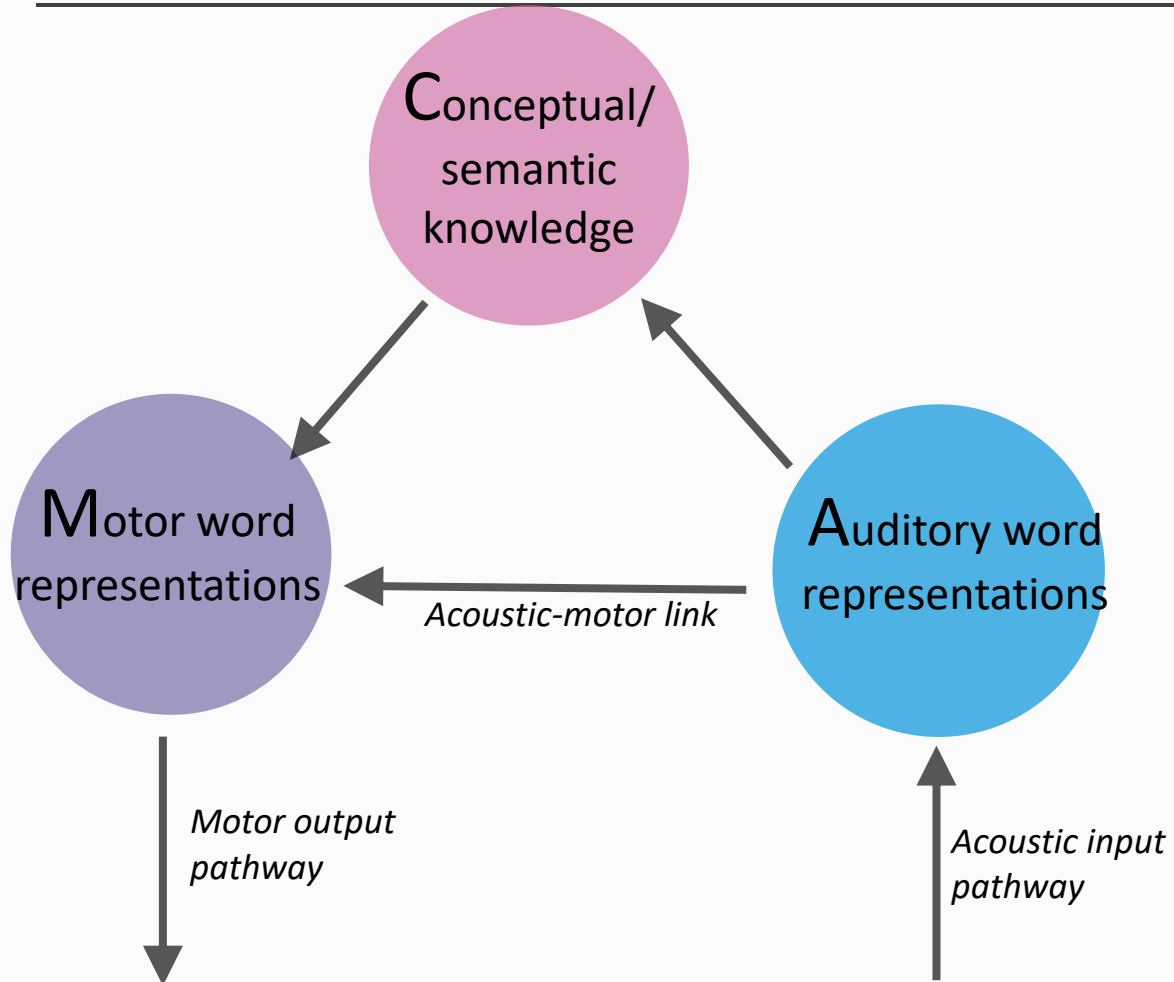 Conceptual/
semantic
knowledge
Motor word
representations
Auditory word
representations
Acoustic-motor link
Motor output
pathway
Acoustic input
pathway